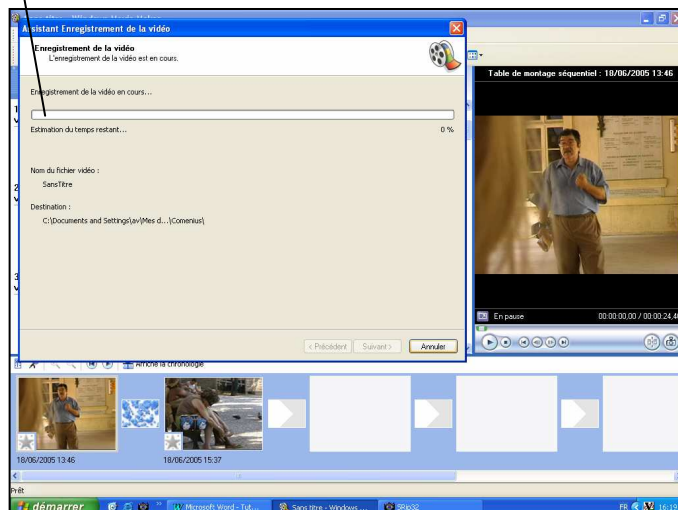 Assistant Enregistrement de la vidéo
Enregistrement de la vidéo
L'enregistrement de la vidéo est en cours.
Enregistrement de la vidéo en cours...
Estimation du temps restant... 0 %
Nom du fichier vidéo :
SansTitre
Destination :
C:\Documents and Settings\av\Mes d...\Comenius\
< Précédent Suivant > Annuler
Table de montage séquentiel : 18/06/2005 13:46
En pause 00:00:00,00 / 00:00:24,4
1
2
3
Affiche la chronologie
18/06/2005 13:46 18/06/2005 15:37
Prêt
démarrer Microsoft Word - Tut... Sans titre - Windows ... SRip32 FR 16:19